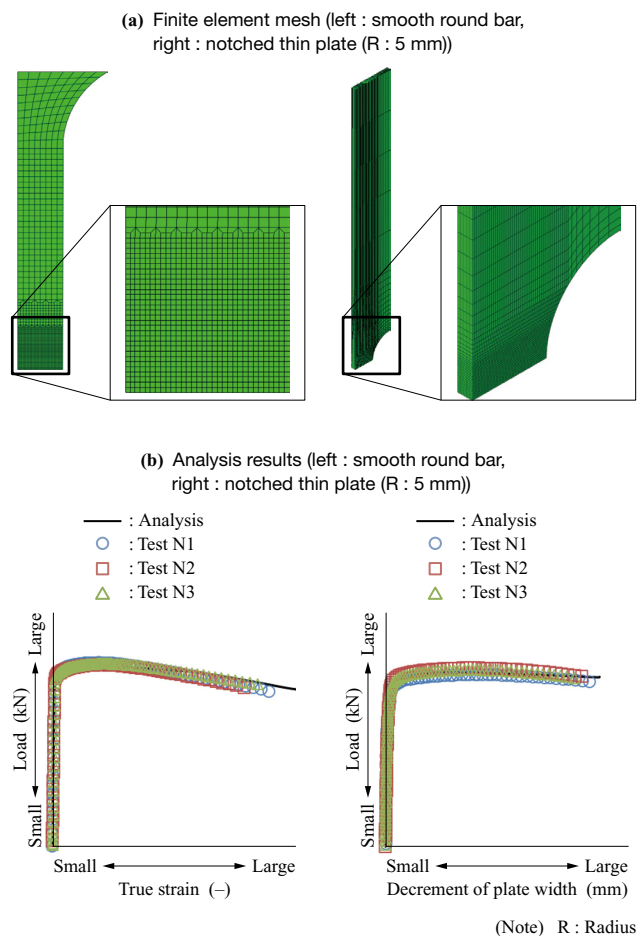 (a) Finite element mesh (left : smooth round bar,
right : notched thin plate (R : 5 mm))
(b) Analysis results (left : smooth round bar,
right : notched thin plate (R : 5 mm))
: Analysis
: Test N1
: Test N2
: Test N3
Large
Load (kN)
Small
Small
Large
True strain (–)
: Analysis
: Test N1
: Test N2
: Test N3
Large
Load (kN)
Small
Small
Large
Decrement of plate width (mm)
(Note) R : Radius